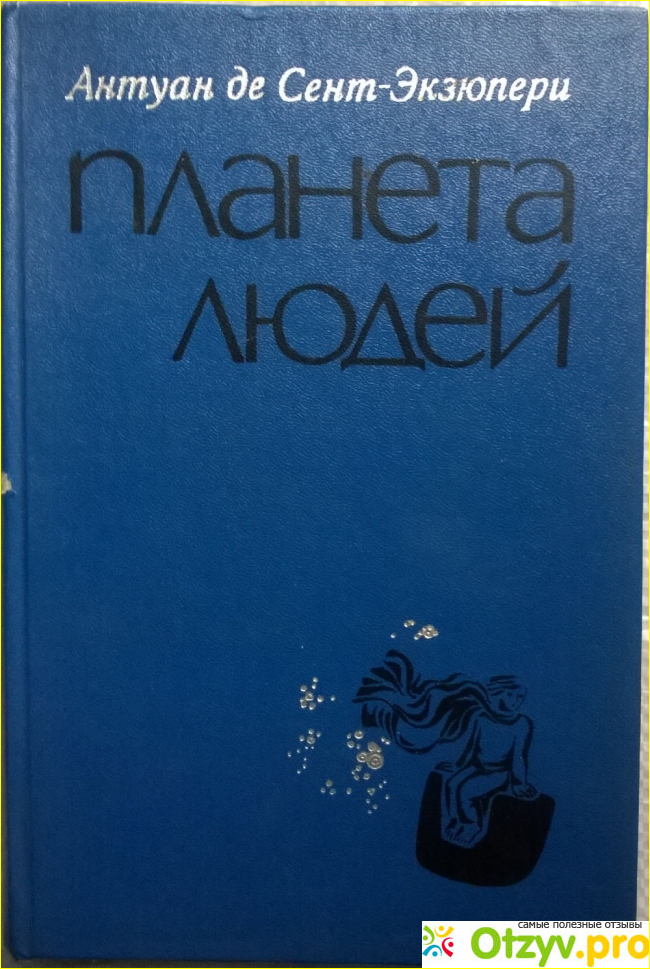 Антуан де Сент-Экзюпери
планета
людей
самые полезные отзывы
Otzyv.pro